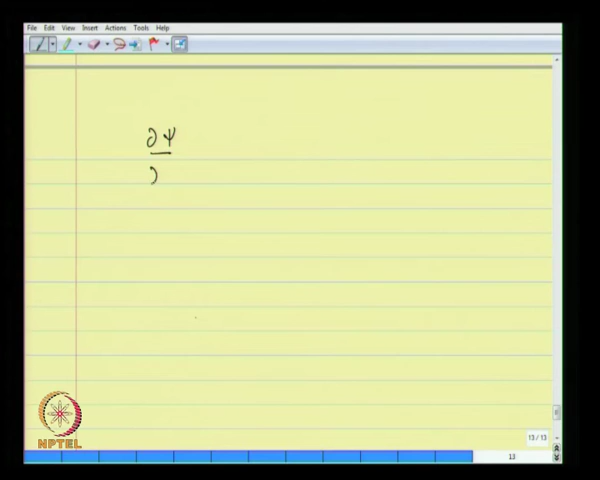 File Edit View Insert Actions Tools Help
∂ψ
∂
13/13
13
NPTEL